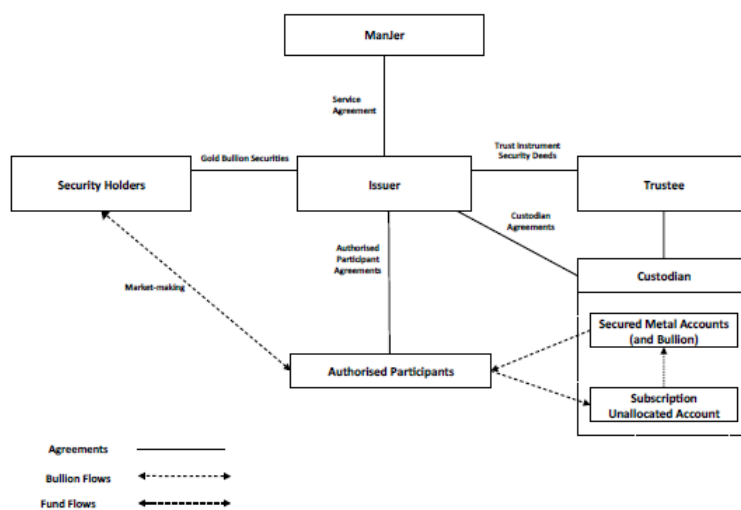 ManJer
Service
Agreement
Gold Bullion Securities
Trust Instrument
Security Deeds
Security Holders
Issuer
Trustee
Custodian
Agreements
Authorised
Participant
Agreements
Custodian
Market-making
Secured Metal Accounts
(and Bullion)
Authorised Participants
Subscription
Unallocated Account
Agreements
Bullion Flows
Fund Flows